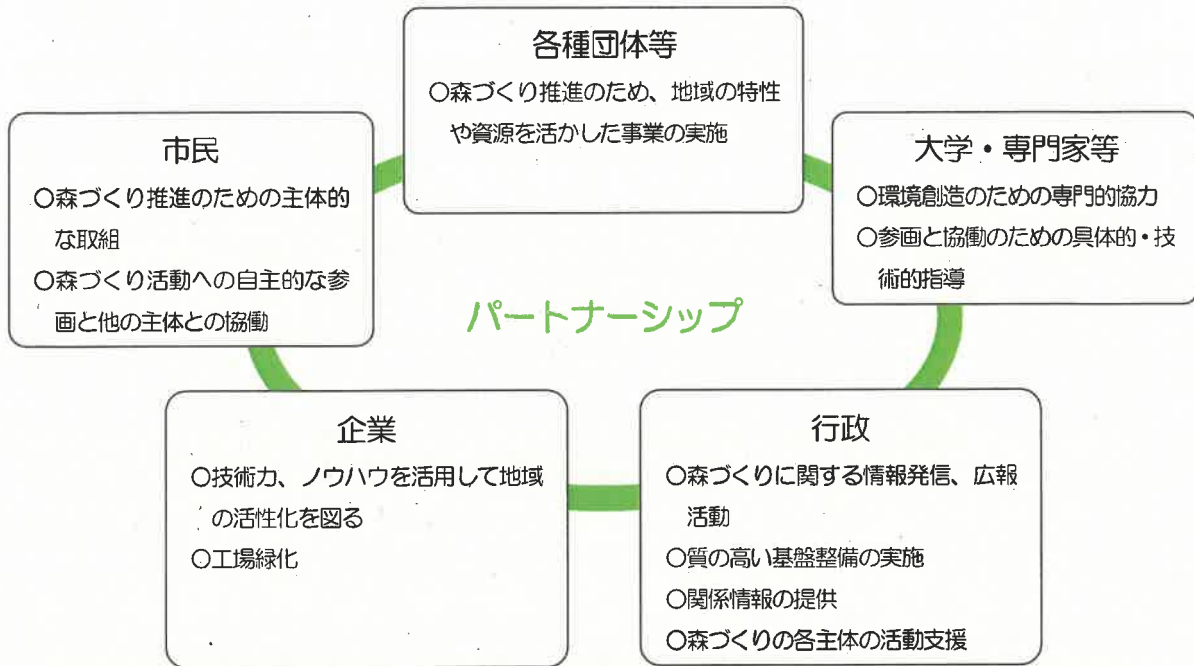 各種団体等
○森づくり推進のため、地域の特性
や資源を活かした事業の実施
市民
○森づくり推進のための主体的
な取組
○森づくり活動への自主的な参
画と他の主体との協働
大学・専門家等
○環境創造のための専門的協力
○参画と協働のための具体的・技
術的指導
パートナーシップ
企業
○技術力、ノウハウを活用して地域
の活性化を図る
○工場緑化
行政
○森づくりに関する情報発信、広報
活動
○質の高い基盤整備の実施
○関係情報の提供
○森づくりの各主体の活動支援